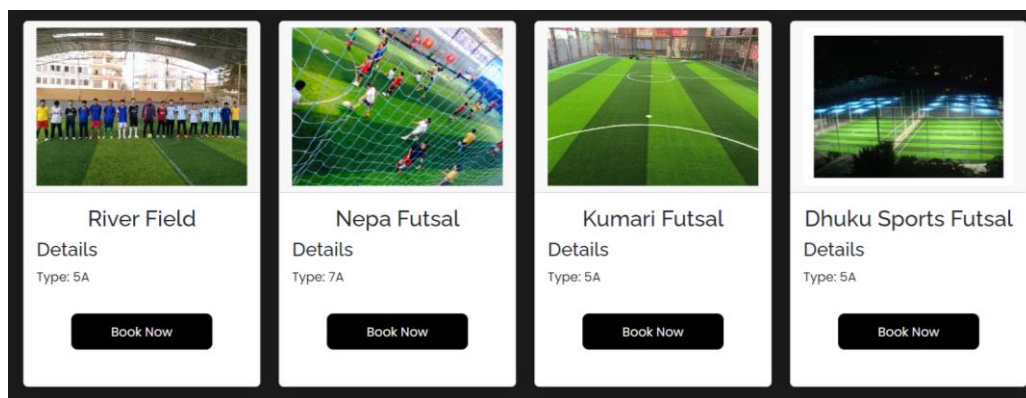 River Field
Details
Type: 5A
Book Now
Nepa Futsal
Details
Type: 7A
Book Now
Kumari Futsal
Details
Type: 5A
Book Now
Dhuku Sports Futsal
Details
Type: 5A
Book Now